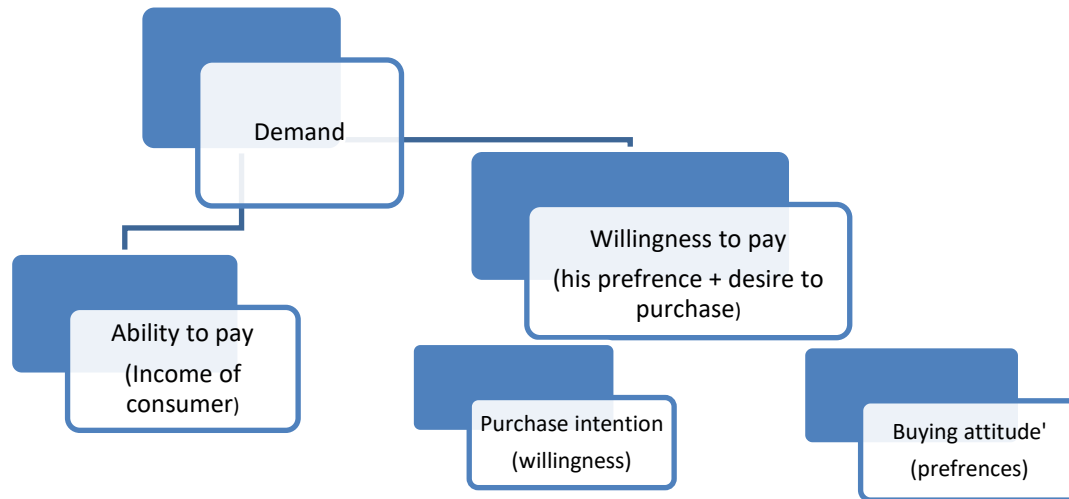 Demand
Willingness to pay
(his prefrence + desire to
purchase)
Ability to pay
(Income of
consumer)
Purchase intention
(willingness)
Buying attitude'
(prefrences)